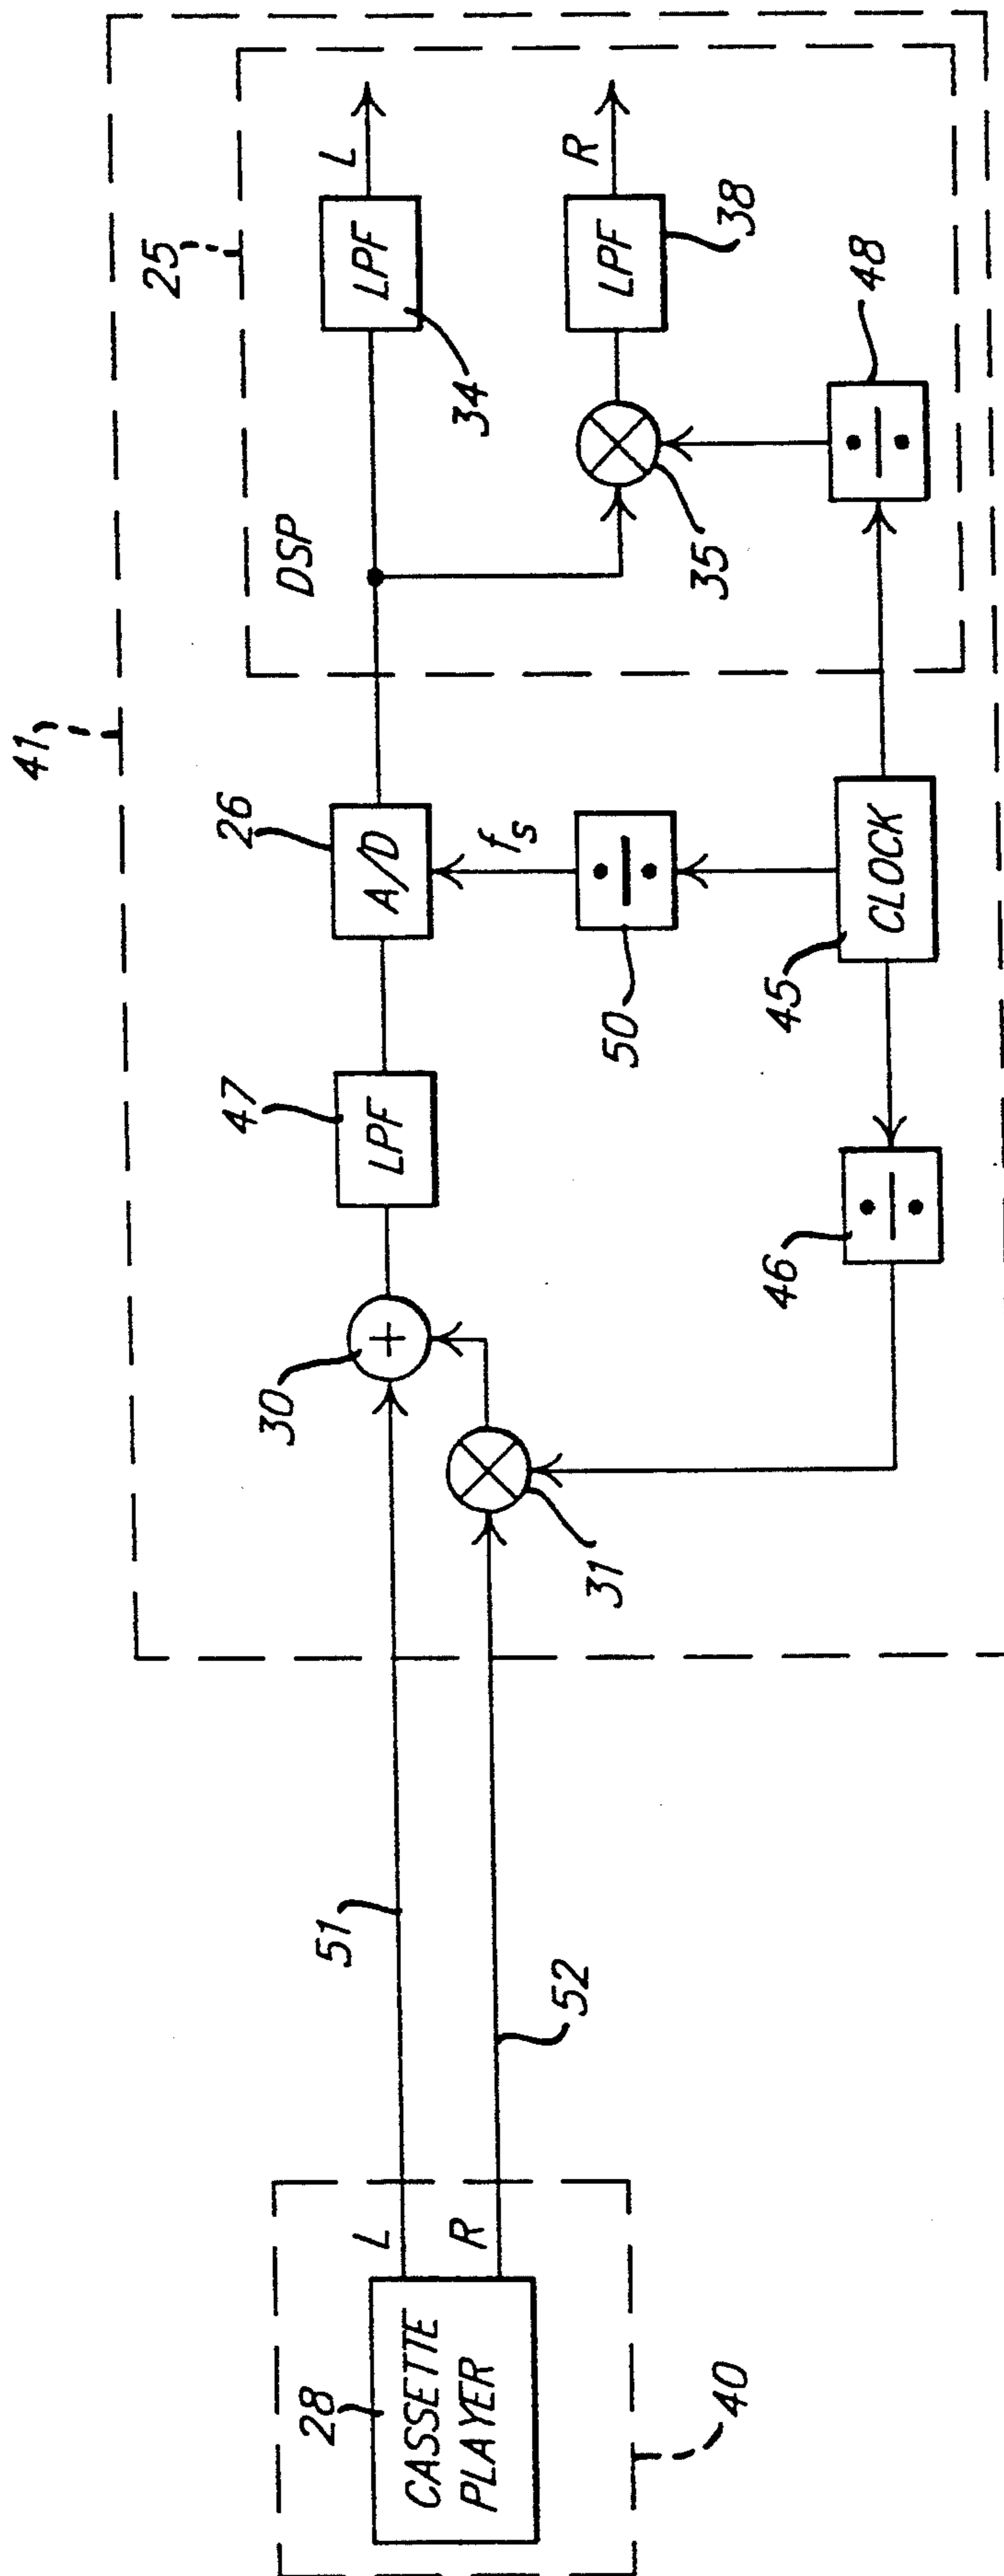 41
25
DSP
L
LPF
34
R
LPF
38
35
48
26
A/D
47
LPF
f_s
50
CLOCK
45
46
30
31
51
52
L
R
28
CASSETTE
PLAYER
40